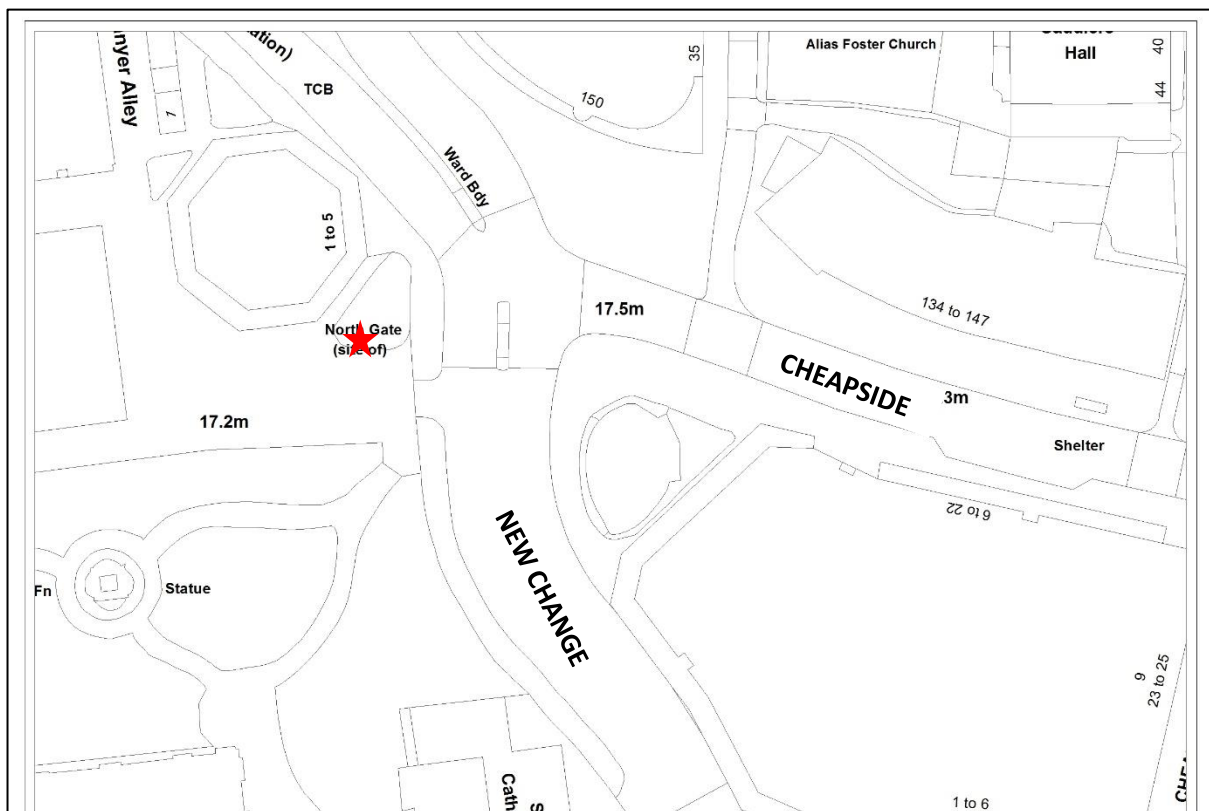 nyer Alley
ation)
TCB
7
150
35
Alias Foster Church
Hall
40
44
Ward Bdy
1 to 5
North Gate
(site of)
17.5m
134 to 147
CHEAPSIDE
3m
17.2m
Shelter
6 to 22
NEW CHANGE
Fn
Statue
9
23 to 25
Cath
S
1 to 6
CHEA